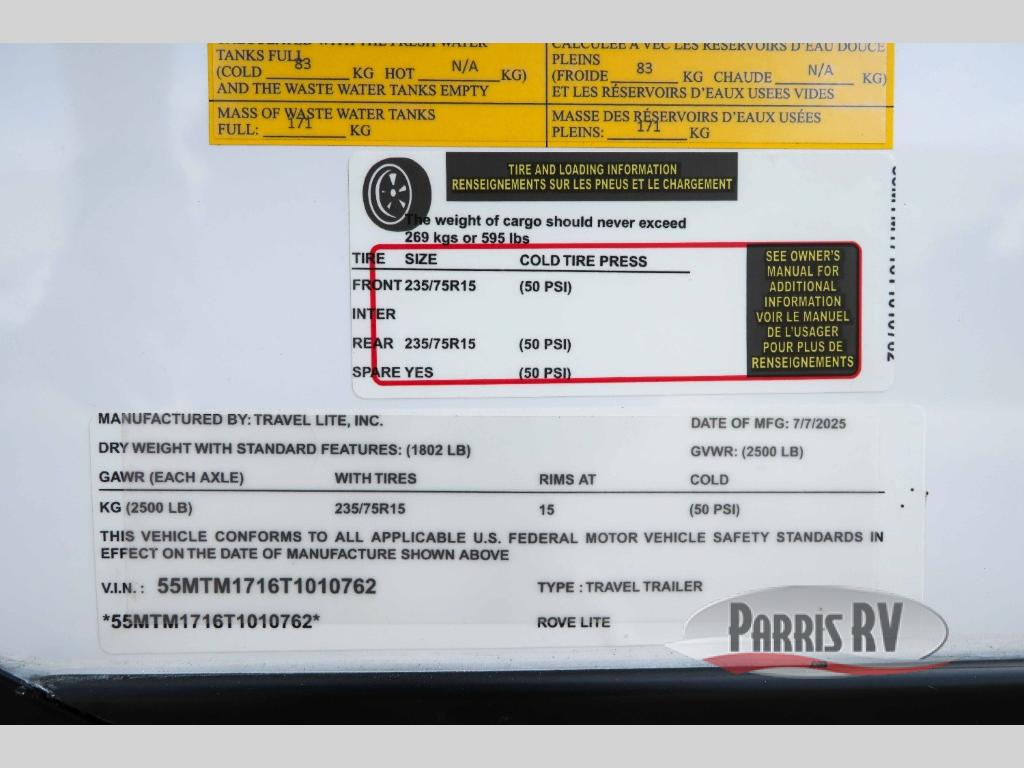 TANKS FULL
(COLD 83 KG HOT N/A KG)
AND THE WASTE WATER TANKS EMPTY
MASS OF WASTE WATER TANKS
FULL: 171 KG
CALCULÉE AVEC LES RÉSERVOIRS D'EAU DOUCE
PLEINS
(FROIDE 83 KG CHAUDE N/A KG)
ET LES RÉSERVOIRS D'EAUX USEES VIDES
MASSE DES RÉSERVOIRS D'EAUX USÉES
PLEINS: 171 KG
TIRE AND LOADING INFORMATION
RENSEIGNEMENTS SUR LES PNEUS ET LE CHARGEMENT
The weight of cargo should never exceed
269 kgs or 595 lbs
TIRE SIZE COLD TIRE PRESS
FRONT 235/75R15 (50 PSI)
INTER
REAR 235/75R15 (50 PSI)
SPARE YES (50 PSI)
SEE OWNER'S
MANUAL FOR
ADDITIONAL
INFORMATION
VOIR LE MANUEL
DE L'USAGER
POUR PLUS DE
RENSEIGNEMENTS
MANUFACTURED BY: TRAVEL LITE, INC. DATE OF MFG: 7/7/2025
DRY WEIGHT WITH STANDARD FEATURES: (1802 LB) GVWR: (2500 LB)
GAWR (EACH AXLE) WITH TIRES RIMS AT COLD
KG (2500 LB) 235/75R15 15 (50 PSI)
THIS VEHICLE CONFORMS TO ALL APPLICABLE U.S. FEDERAL MOTOR VEHICLE SAFETY STANDARDS IN
EFFECT ON THE DATE OF MANUFACTURE SHOWN ABOVE
V.I.N. : 55MTM1716T1010762 TYPE : TRAVEL TRAILER
*55MTM1716T1010762* ROVE LITE
PARRIS RV